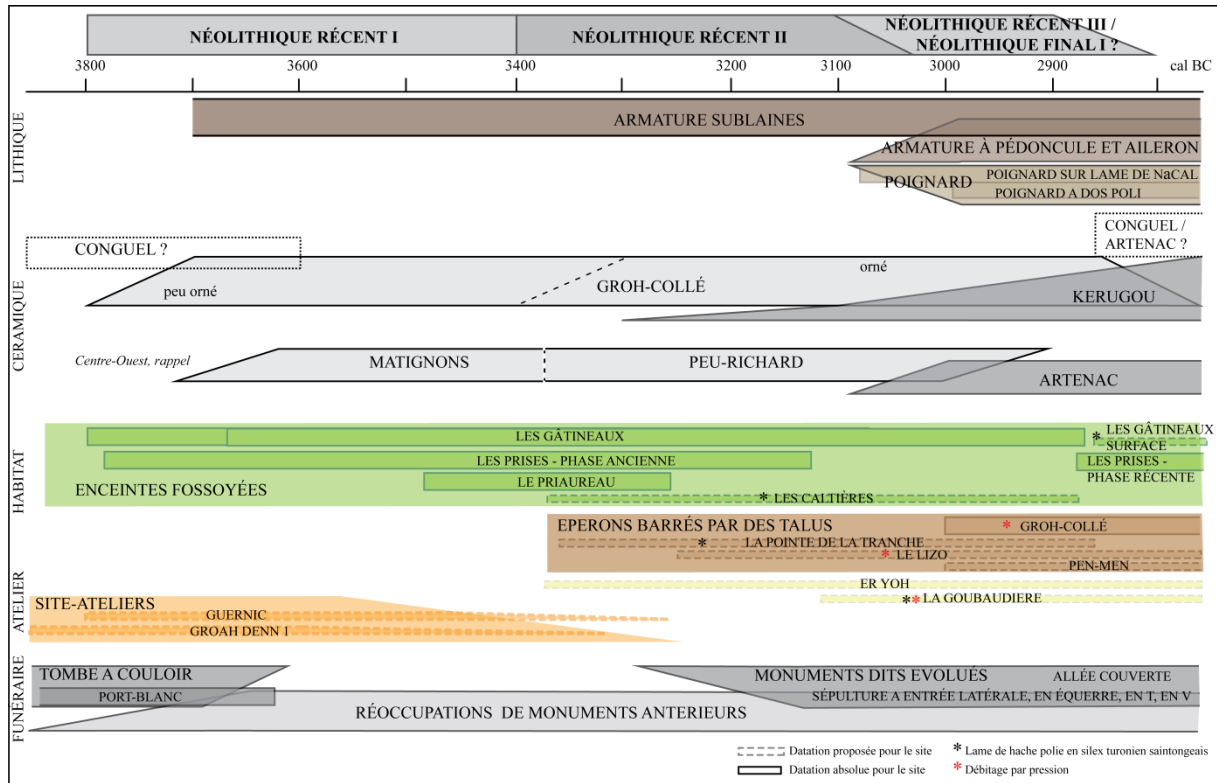 NÉOLITHIQUE RÉCENT I
NÉOLITHIQUE RÉCENT II
NÉOLITHIQUE RÉCENT III /
NÉOLITHIQUE FINAL I ?
3800 3600 3400 3200 3100 3000 2900 cal BC
LITHIQUE
ARMATURE SUBLAINES
ARMATURE À PÉDONCULE ET AILERON
POIGNARD
POIGNARD SUR LAME DE NaCAL
POIGNARD A DOS POLI
CERAMIQUE
CONGUEL ?
CONGUEL /
ARTENAC ?
peu orné
orné
GROH-COLLÉ
KERUGOU
Centre-Ouest, rappel
MATIGNONS
PEU-RICHARD
ARTENAC
HABITAT
LES GÂTINEAUX
* LES GÂTINEAUX
SURFACE
LES PRISES - PHASE ANCIENNE
LES PRISES -
PHASE RÉCENTE
LE PRIAUREAU
ENCEINTES FOSSOYÉES
* LES CALTIÈRES
EPERONS BARRÉS PAR DES TALUS
* GROH-COLLÉ
* LA POINTE DE LA TRANCHE
* LE LIZO
PEN-MEN
ATELIER
ER YOH
** LA GOUBAUDIERE
SITE-ATELIERS
GUERNIC
GROAH DENN 1
FUNÉRAIRE
TOMBE A COULOIR
PORT-BLANC
MONUMENTS DITS EVOLUÉS
ALLÉE COUVERTE
SÉPULTURE A ENTRÉE LATÉRALE, EN ÉQUERRE, EN T, EN V
RÉOCCUPATIONS DE MONUMENTS ANTERIEURS
Datation proposée pour le site
* Lame de hache polie en silex turonien saintongeais
Datation absolue pour le site
* Débitage par pression